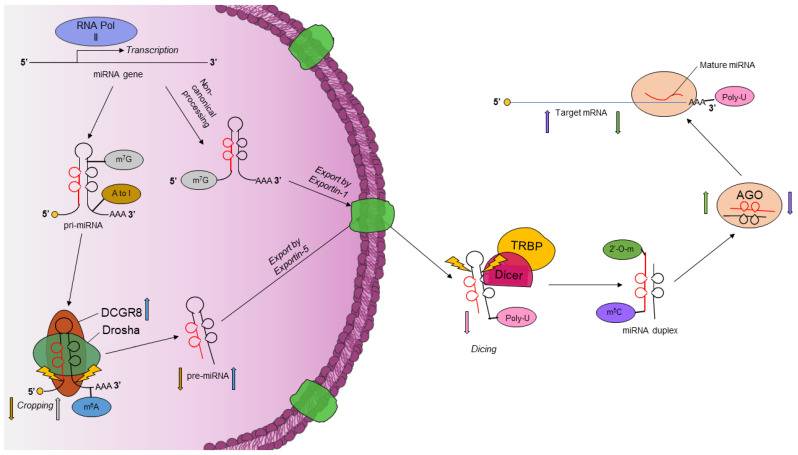 RNA Pol
II
Transcription
5'
3'
miRNA gene
Non-
canonical
processing
m⁷G
A to I
AAA 3'
5'
pri-miRNA
5'
m⁷G
AAA 3'
Export by
Exportin-1
Export by
Exportin-5
DCGR8
Drosha
5'
AAA 3'
Cropping
m⁶A
pre-miRNA
TRBP
Dicer
Poly-U
Dicing
2'-O-m
m⁵C
miRNA duplex
AGO
Mature miRNA
5'
AAA
3'
Poly-U
Target mRNA